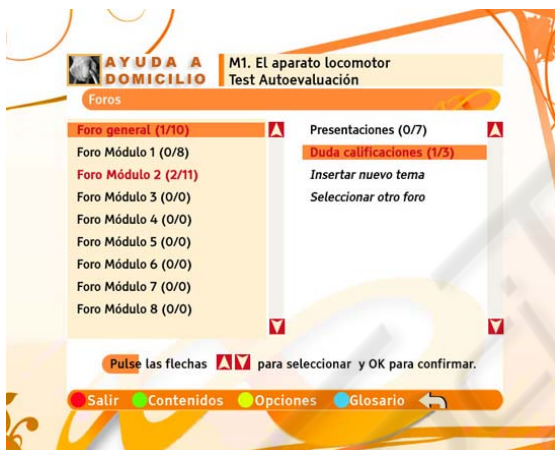 AYUDA A
DOMICILIO
M1. El aparato locomotor
Test Autoevaluación
Foros
Foro general (1/10)
Foro Módulo 1 (0/8)
Foro Módulo 2 (2/11)
Foro Módulo 3 (0/0)
Foro Módulo 4 (0/0)
Foro Módulo 5 (0/0)
Foro Módulo 6 (0/0)
Foro Módulo 7 (0/0)
Foro Módulo 8 (0/0)
Presentaciones (0/7)
Duda calificaciones (1/3)
Insertar nuevo tema
Seleccionar otro foro
Pulse las flechas para seleccionar y OK para confirmar.
Salir Contenidos Opciones Glosario